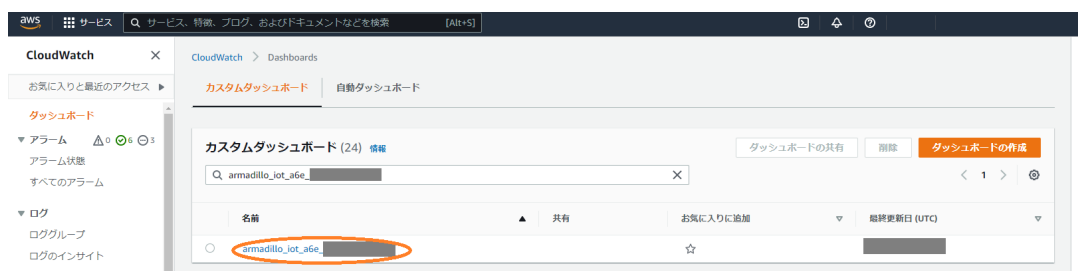 aws サービス サービス、特徴、ブログ、およびドキュメントなどを検索 [Alt+S]
CloudWatch ×
お気に入りと最近のアクセス ▶
ダッシュボード
▼ アラーム 0 6 3
アラーム状態
すべてのアラーム
▼ ログ
ロググループ
ログのインサイト
CloudWatch > Dashboards
カスタムダッシュボード 自動ダッシュボード
カスタムダッシュボード (24) 情報 ダッシュボードの共有 削除 ダッシュボードの作成
armadillo_iot_a6e_ × < 1 >
名前 ▲ 共有 お気に入りに追加 ▽ 最終更新日 (UTC) ▽
armadillo_iot_a6e_ ☆